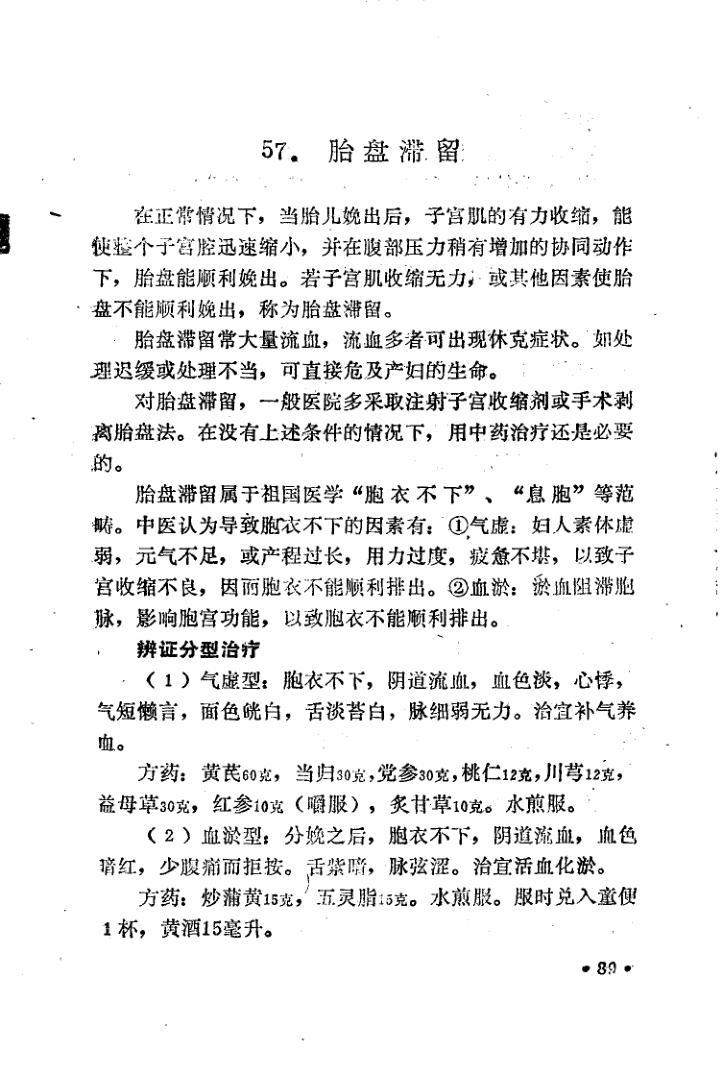 57. 胎盘滞留
在正常情况下，当胎儿娩出后，子宫肌的有力收缩，能
使整个子宫腔迅速缩小，并在腹部压力稍有增加的协同动作
下，胎盘能顺利娩出。若子宫肌收缩无力，或其他因素使胎
盘不能顺利娩出，称为胎盘滞留。
胎盘滞留常大量流血，流血多者可出现休克症状。如处
理迟缓或处理不当，可直接危及产妇的生命。
对胎盘滞留，一般医院多采取注射子宫收缩剂或手术剥
离胎盘法。在没有上述条件的情况下，用中药治疗还是必要
的。
胎盘滞留属于祖国医学“胞衣不下”、“息胞”等范
畴。中医认为导致胞衣不下的因素有：①气虚：妇人素体虚
弱，元气不足，或产程过长，用力过度，疲惫不堪，以致子
宫收缩不良，因而胞衣不能顺利排出。②血淤：淤血阻滞胞
脉，影响胞宫功能，以致胞衣不能顺利排出。
辨证分型治疗
（1）气虚型：胞衣不下，阴道流血，血色淡，心悸，
气短懒言，面色㿠白，舌淡苔白，脉细弱无力。治宜补气养
血。
方药：黄芪60克，当归30克，党参30克，桃仁12克，川芎12克，
益母草30克，红参10克（嚼服），炙甘草10克。水煎服。
（2）血淤型：分娩之后，胞衣不下，阴道流血，血色
暗红，少腹痛而拒按。舌紫暗，脉弦涩。治宜活血化淤。
方药：炒蒲黄15克，五灵脂15克。水煎服。服时兑入童便
1杯，黄酒15毫升。
•89•